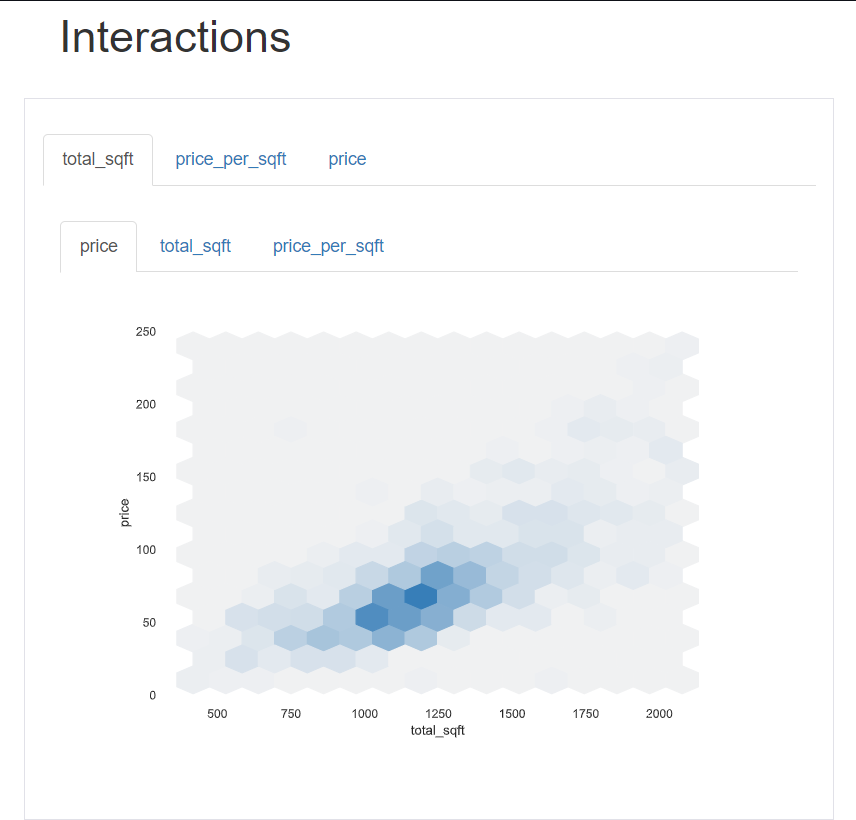 Interactions
total_sqft price_per_sqft price
price total_sqft price_per_sqft
250
200
150
100
50
0
price
500 750 1000 1250 1500 1750 2000
total_sqft